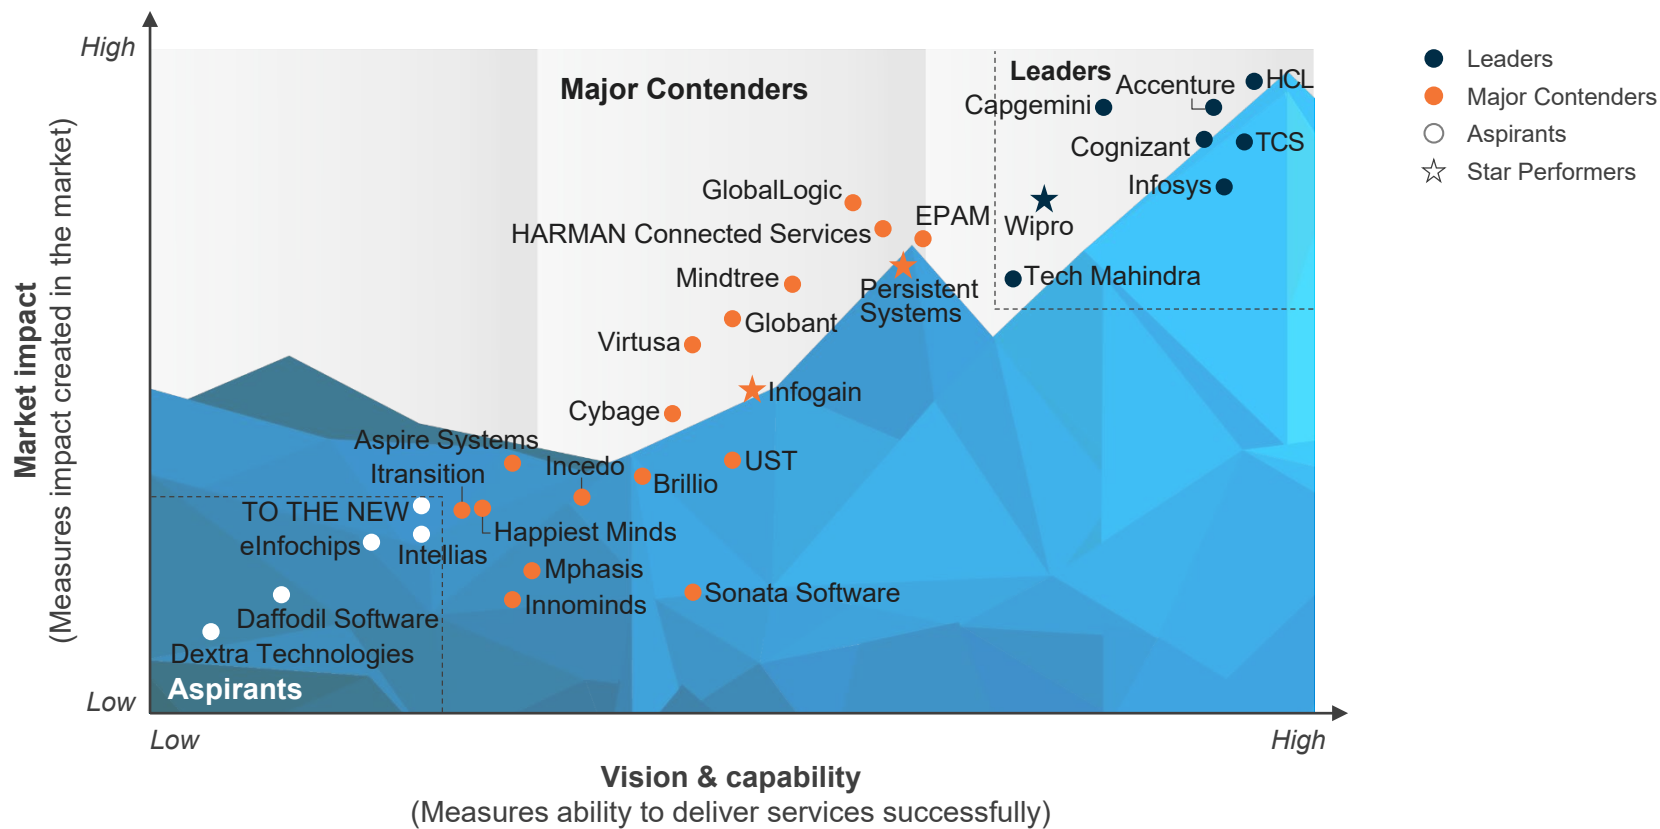 High
Major Contenders
Leaders
Accenture
HCL
Capgemini
Cognizant
TCS
Infosys
GlobalLogic
EPAM
HARMAN Connected Services
Wipro
Mindtree
Tech Mahindra
Persistent
Systems
Globant
Virtusa
Infogain
Cybage
Aspire Systems
Itransition
Incedo
UST
Brillio
TO THE NEW
Happiest Minds
eInfochips
Intellias
Mphasis
Sonata Software
Innominds
Daffodil Software
Dextra Technologies
Aspirants
Low
Low
High
Market impact
(Measures impact created in the market)
Vision & capability
(Measures ability to deliver services successfully)
Leaders
Major Contenders
Aspirants
Star Performers